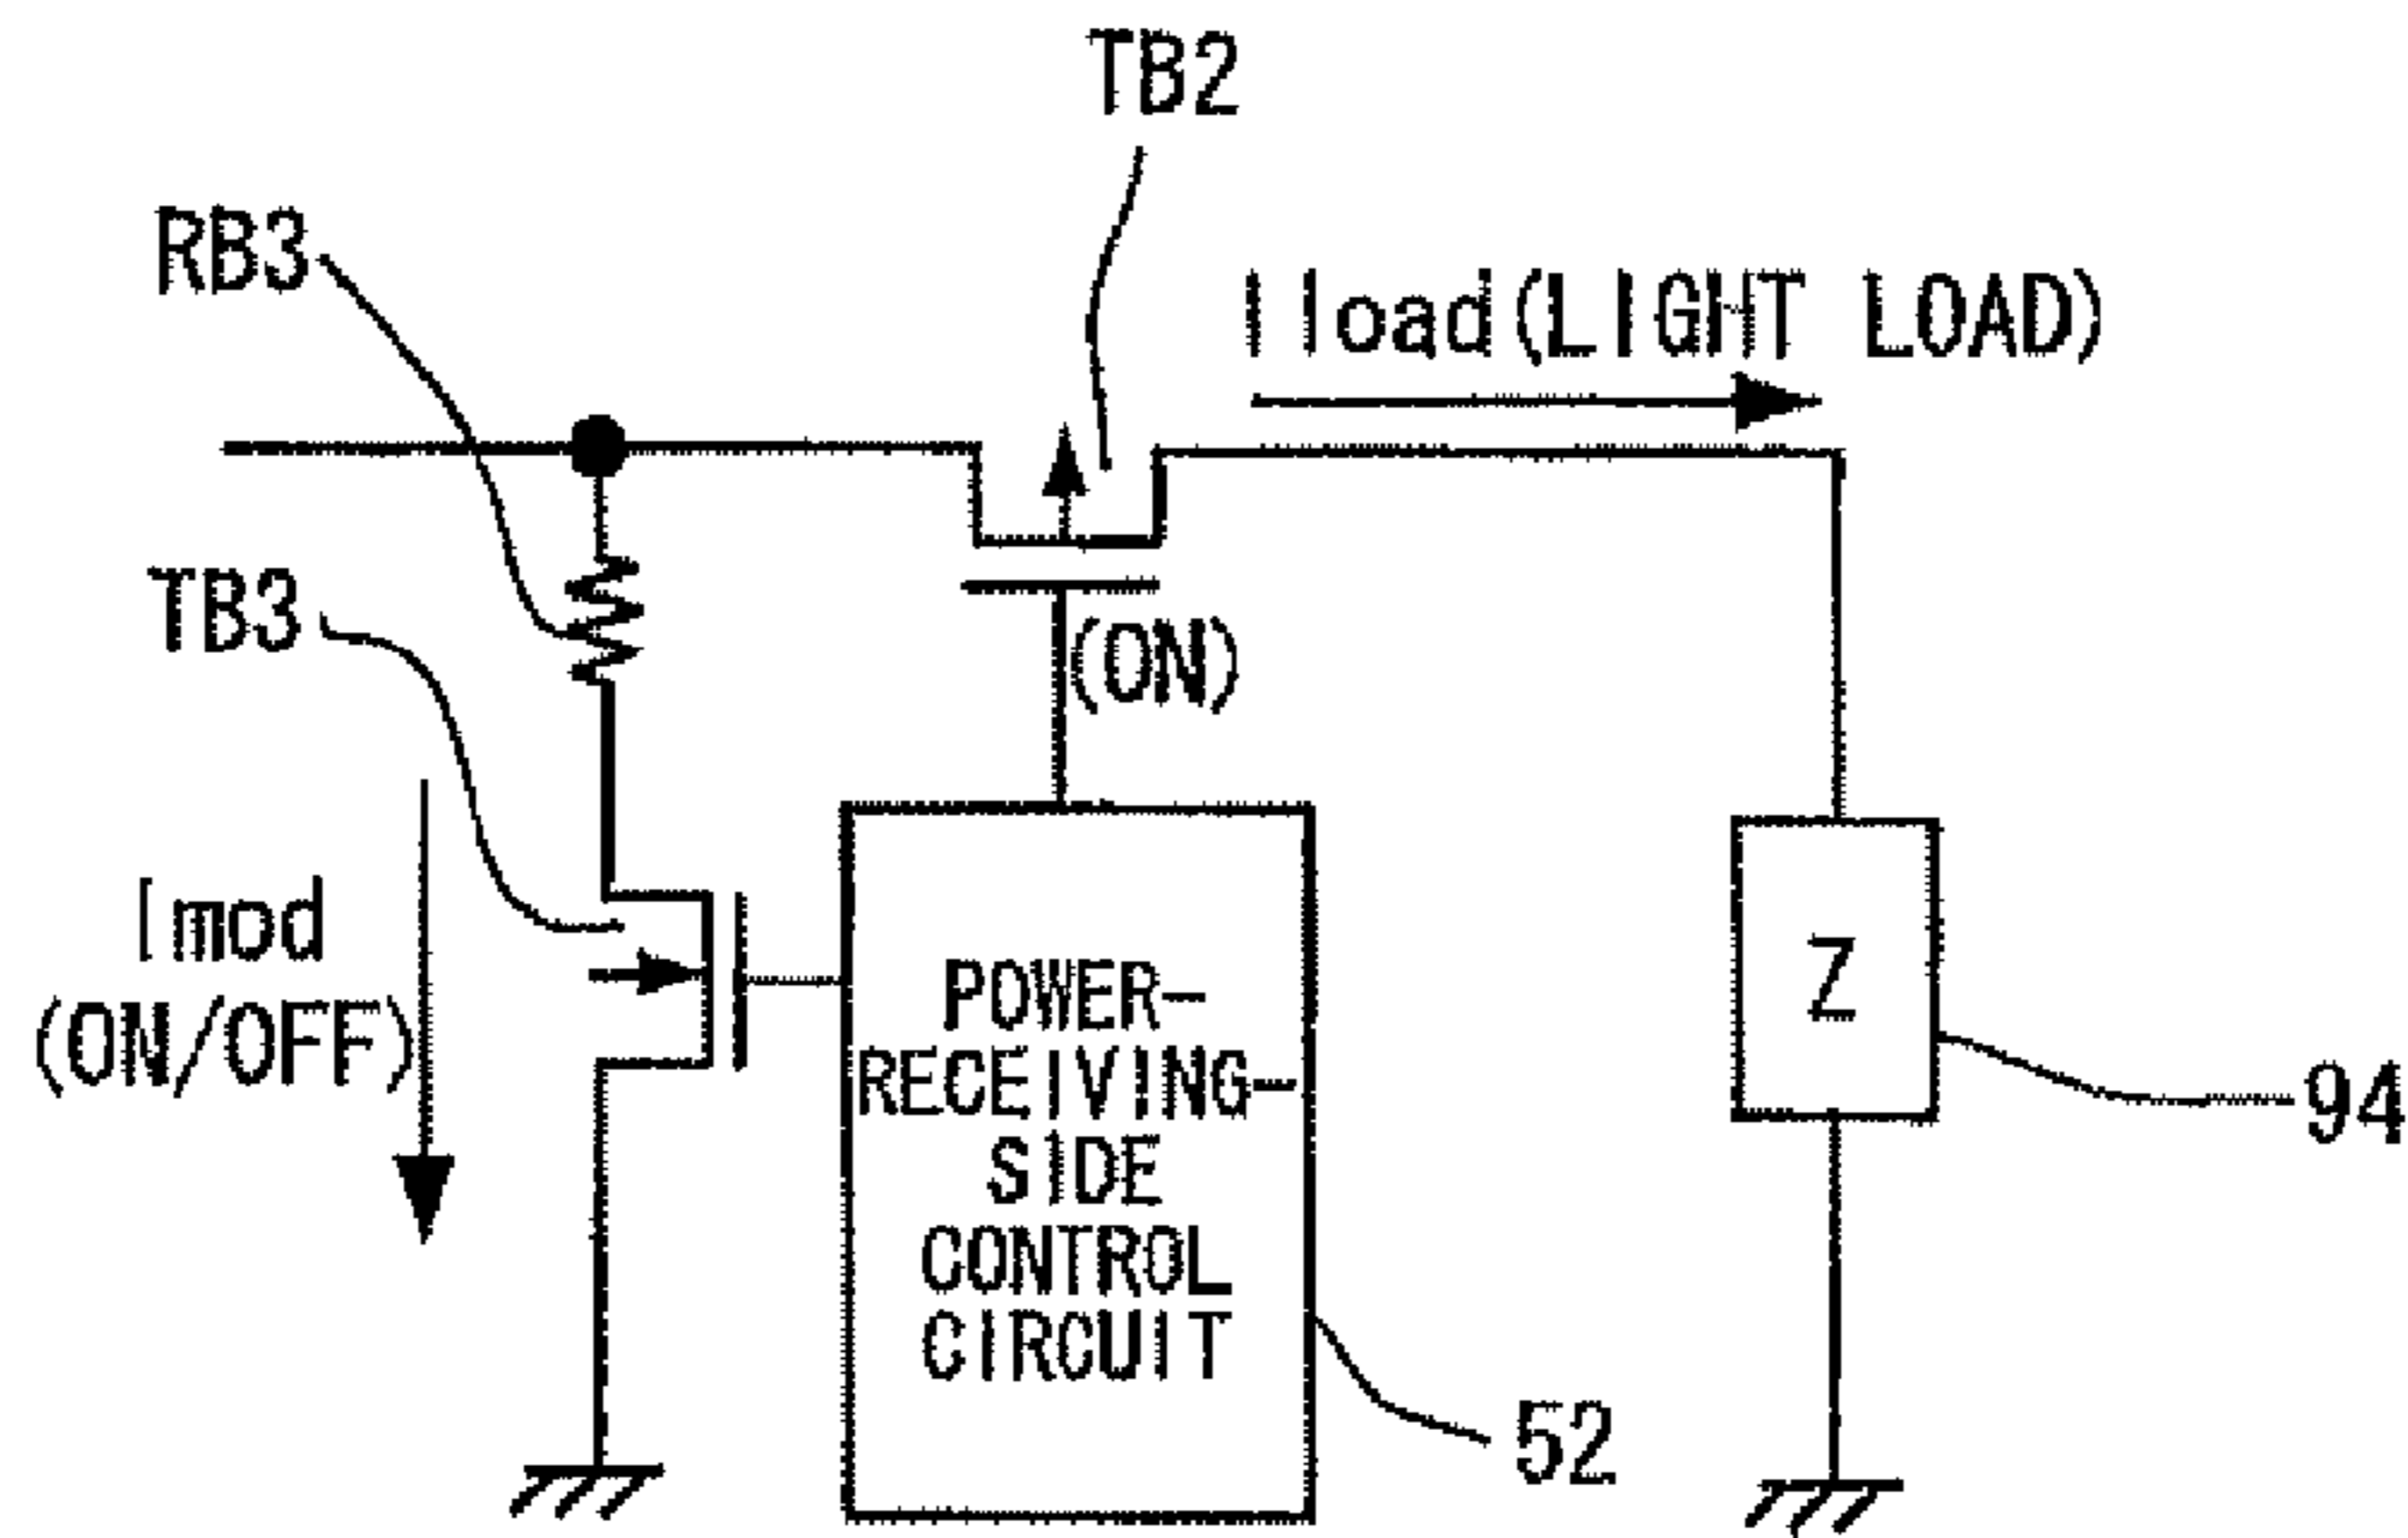 TB2
RB3
Iload(LIGHT LOAD)
TB3
(ON)
Imod
(ON/OFF)
POWER-
RECEIVING-
SIDE
CONTROL
CIRCUIT
Z
94
52